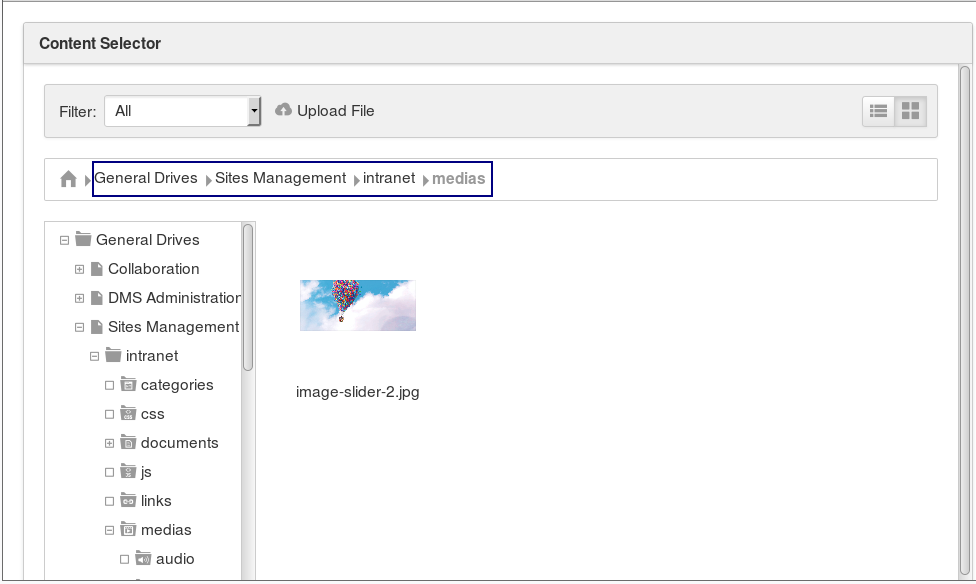 Content Selector
Filter: All Upload File
General Drives Sites Management intranet medias
General Drives
Collaboration
DMS Administration
Sites Management
intranet
categories
css
documents
js
links
medias
audio
image-slider-2.jpg